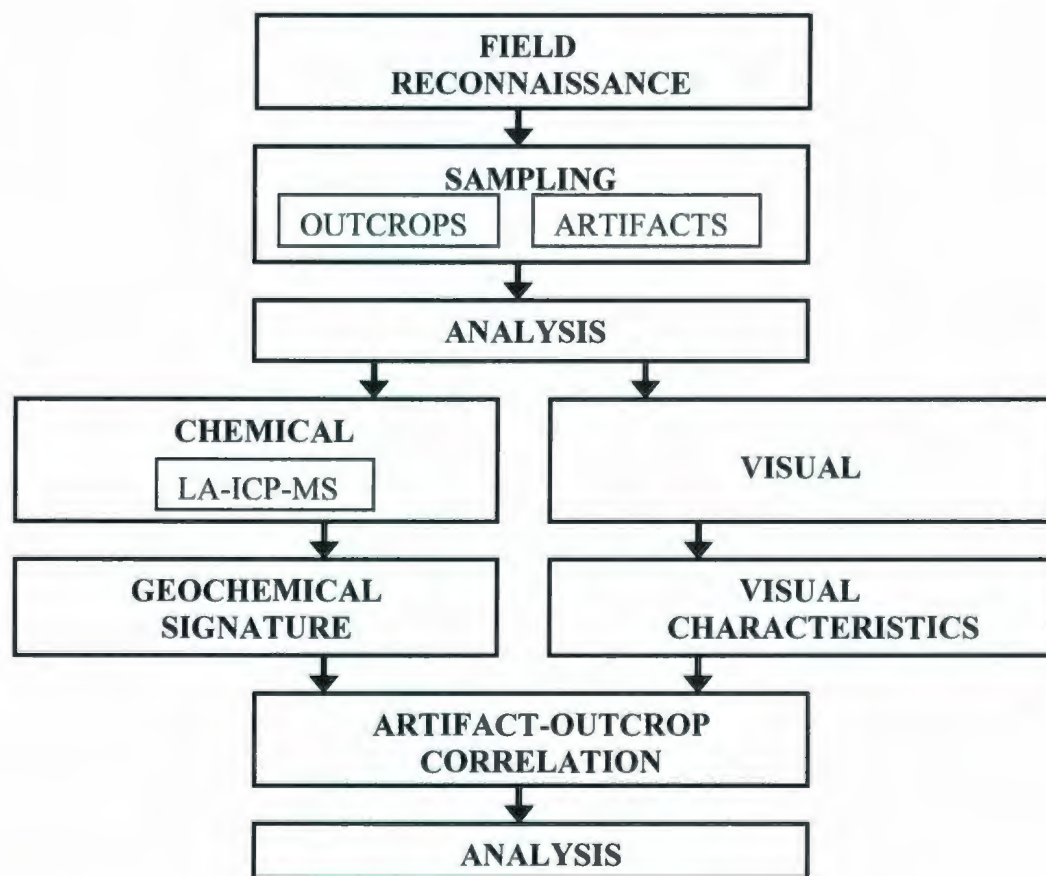 FIELD
RECONNAISSANCE
SAMPLING
OUTCROPS
ARTIFACTS
ANALYSIS
CHEMICAL
LA-ICP-MS
VISUAL
GEOCHEMICAL
SIGNATURE
VISUAL
CHARACTERISTICS
ARTIFACT-OUTCROP
CORRELATION
ANALYSIS